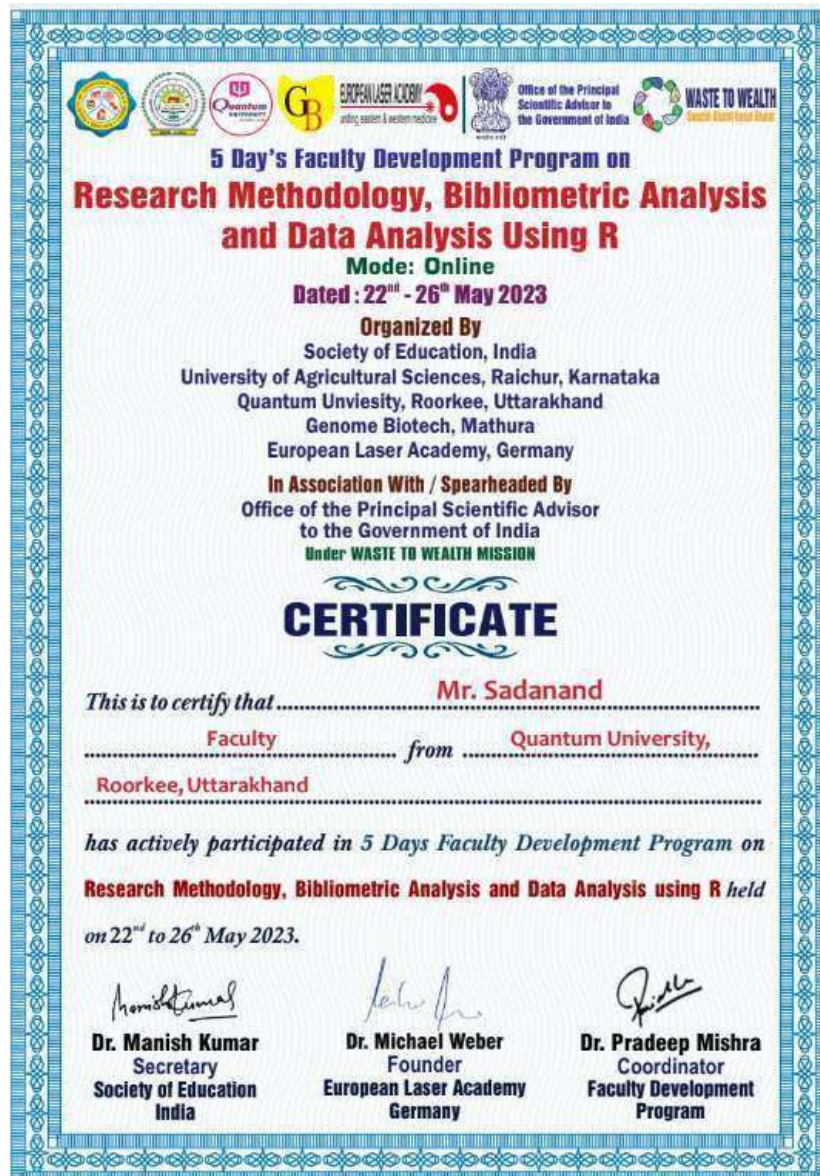 Quantum
UNIVERSITY
GB
EUROPEAN LASER ACADEMY
uniting eastern & western medicine
Office of the Principal
Scientific Advisor to
the Government of India
WASTE TO WEALTH
5 Day's Faculty Development Program on
Research Methodology, Bibliometric Analysis
and Data Analysis Using R
Mode: Online
Dated : 22nd - 26th May 2023
Organized By
Society of Education, India
University of Agricultural Sciences, Raichur, Karnataka
Quantum Unviesity, Roorkee, Uttarakhand
Genome Biotech, Mathura
European Laser Academy, Germany
In Association With / Spearheaded By
Office of the Principal Scientific Advisor
to the Government of India
Under WASTE TO WEALTH MISSION
CERTIFICATE
This is to certify that Mr. Sadanand
Faculty from Quantum University,
Roorkee, Uttarakhand
has actively participated in 5 Days Faculty Development Program on
Research Methodology, Bibliometric Analysis and Data Analysis using R held
on 22nd to 26th May 2023.
Dr. Manish Kumar
Secretary
Society of Education
India
Dr. Michael Weber
Founder
European Laser Academy
Germany
Dr. Pradeep Mishra
Coordinator
Faculty Development
Program